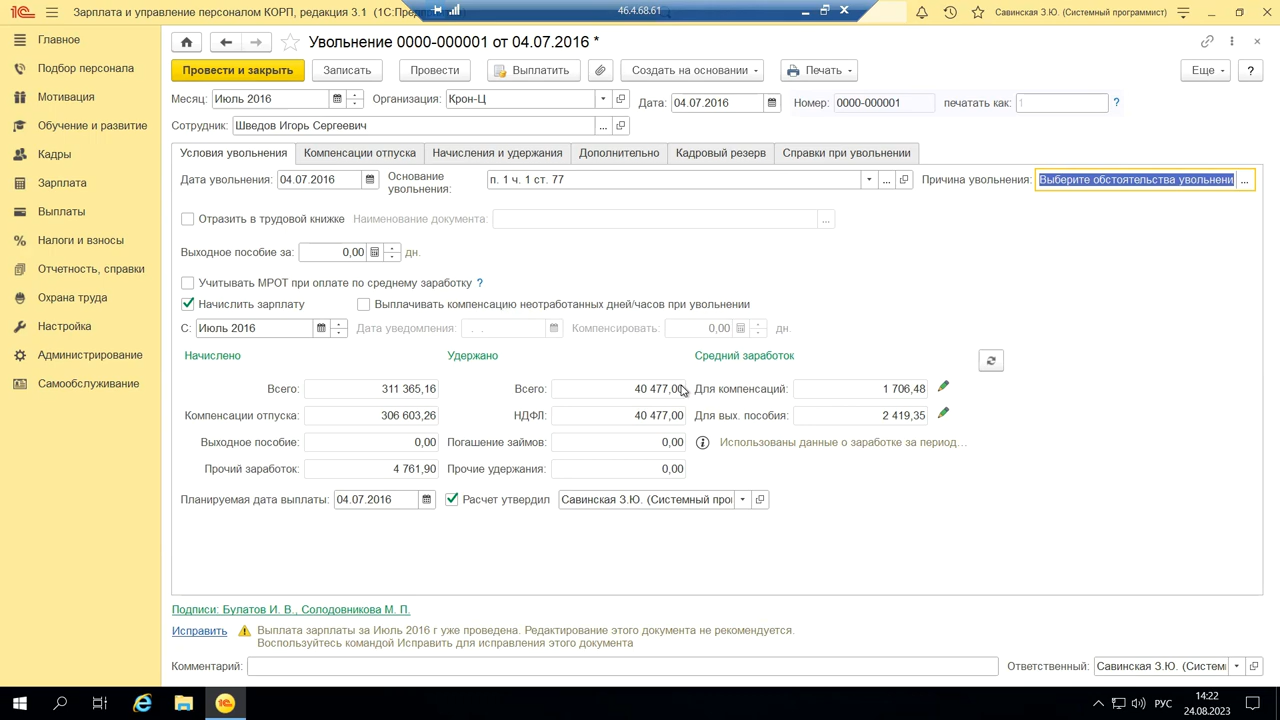 Зарплата и управление персоналом КОРП, редакция 3.1 (1С:Пре
46.4.68.61
Савинская З.Ю. (Системный программист)
Главное
Подбор персонала
Мотивация
Обучение и развитие
Кадры
Зарплата
Выплаты
Налоги и взносы
Отчетность, справки
Охрана труда
Настройка
Администрирование
Самообслуживание
Увольнение 0000-000001 от 04.07.2016 *
Провести и закрыть Записать Провести Выплатить Создать на основании Печать Еще ?
Месяц: Июль 2016 Организация: Крон-Ц Дата: 04.07.2016 Номер: 0000-000001 печатать как: 1 ?
Сотрудник: Шведов Игорь Сергеевич ...
Условия увольнения Компенсации отпуска Начисления и удержания Дополнительно Кадровый резерв Справки при увольнении
Дата увольнения: 04.07.2016 Основание увольнения: п. 1 ч. 1 ст. 77 ... Причина увольнения: Выберите обстоятельства увольнени ...
Отразить в трудовой книжке Наименование документа: ...
Выходное пособие за: 0,00 дн.
Учитывать МРОТ при оплате по среднему заработку ?
Начислить зарплату Выплачивать компенсацию неотработанных дней/часов при увольнении
С: Июль 2016 Дата уведомления: . . Компенсировать: 0,00 дн.
Начислено Удержано Средний заработок
Всего: 311 365,16 Всего: 40 477,00 Для компенсаций: 1 706,48
Компенсации отпуска: 306 603,26 НДФЛ: 40 477,00 Для вых. пособия: 2 419,35
Выходное пособие: 0,00 Погашение займов: 0,00 Использованы данные о заработке за период…
Прочий заработок: 4 761,90 Прочие удержания: 0,00
Планируемая дата выплаты: 04.07.2016 Расчет утвердил Савинская З.Ю. (Системный про
Подписи: Булатов И. В., Солодовникова М. П.
Исправить Выплата зарплаты за Июль 2016 г уже проведена. Редактирование этого документа не рекомендуется.
Воспользуйтесь командой Исправить для исправления этого документа
Комментарий: Ответственный: Савинская З.Ю. (Систем
РУС
14:22
24.08.2023